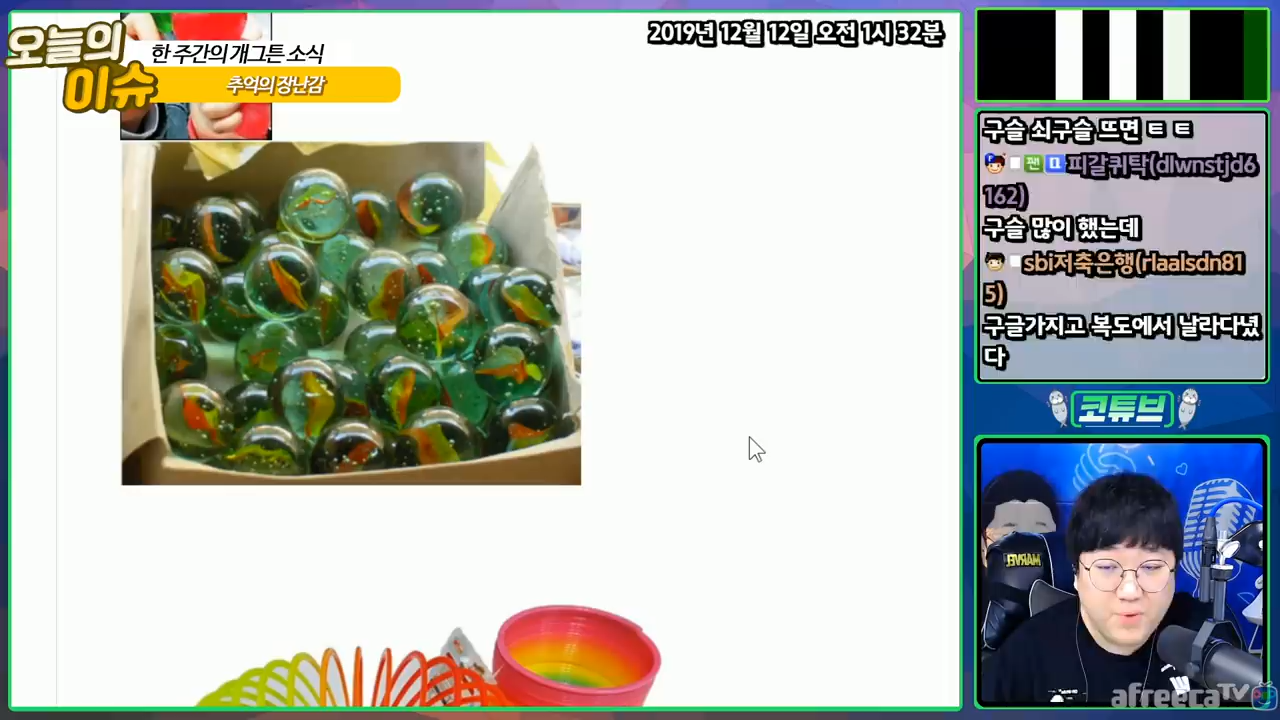 오늘의
이슈
한 주간의 개그튼 소식
추억의 장난감
2019년 12월 12일 오전 1시 32분
구슬 쇠구슬 뜨면 ㅌ ㅌ
팬 피갈퀴탁(dlwnstjd6
162)
구슬 많이 했는데
sbi저축은행(rlaalsdn81
5)
구글가지고 복도에서 날라다녔
다
코튜브
MARVEL
afreecaTV